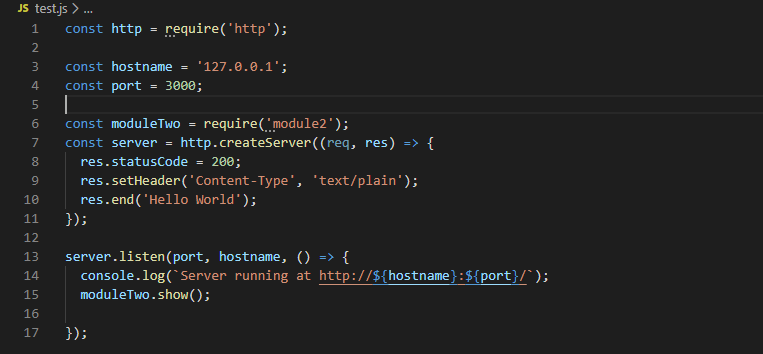 JS test.js > ...
1 const http = require('http');
2
3 const hostname = '127.0.0.1';
4 const port = 3000;
5
6 const moduleTwo = require('module2');
7 const server = http.createServer((req, res) => {
8   res.statusCode = 200;
9   res.setHeader('Content-Type', 'text/plain');
10   res.end('Hello World');
11 });
12
13 server.listen(port, hostname, () => {
14   console.log(`Server running at http://${hostname}:${port}/`);
15   moduleTwo.show();
16
17 });